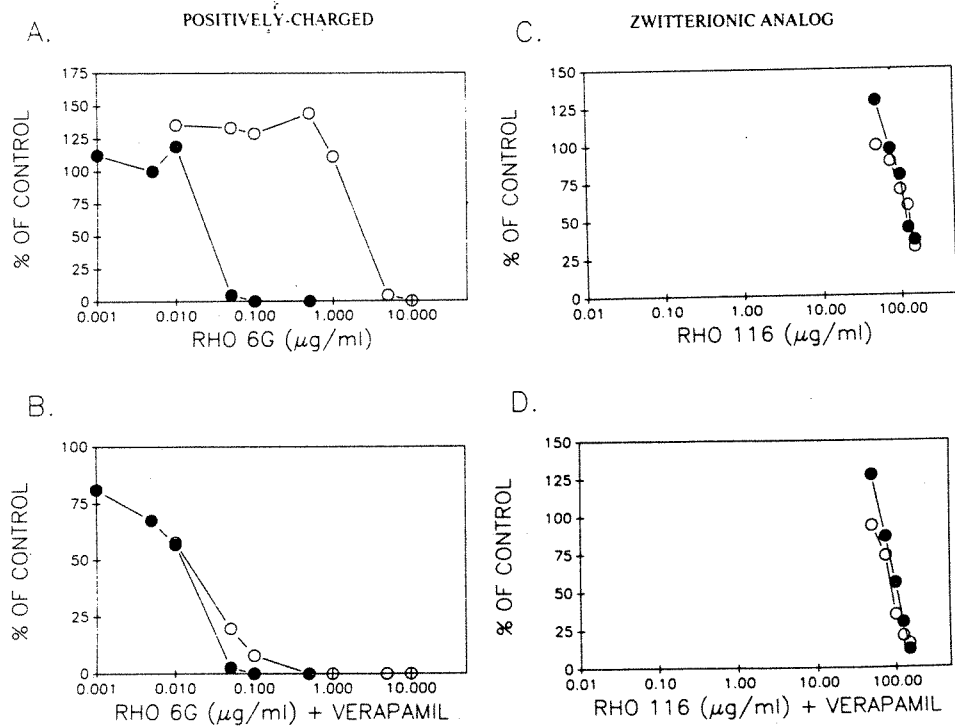 POSITIVELY-CHARGED
ZWITTERIONIC ANALOG
A.
% OF CONTROL
175
150
125
100
75
50
25
0
0.001 0.010 0.100 1.000 10.000
RHO 6G (μg/ml)
C.
% OF CONTROL
150
125
100
75
50
25
0
0.01 0.10 1.00 10.00 100.00
RHO 116 (μg/ml)
B.
% OF CONTROL
100
75
50
25
0
0.001 0.010 0.100 1.000 10.000
RHO 6G (μg/ml) + VERAPAMIL
D.
% OF CONTROL
150
125
100
75
50
25
0
0.01 0.10 1.00 10.00 100.00
RHO 116 (μg/ml) + VERAPAMIL